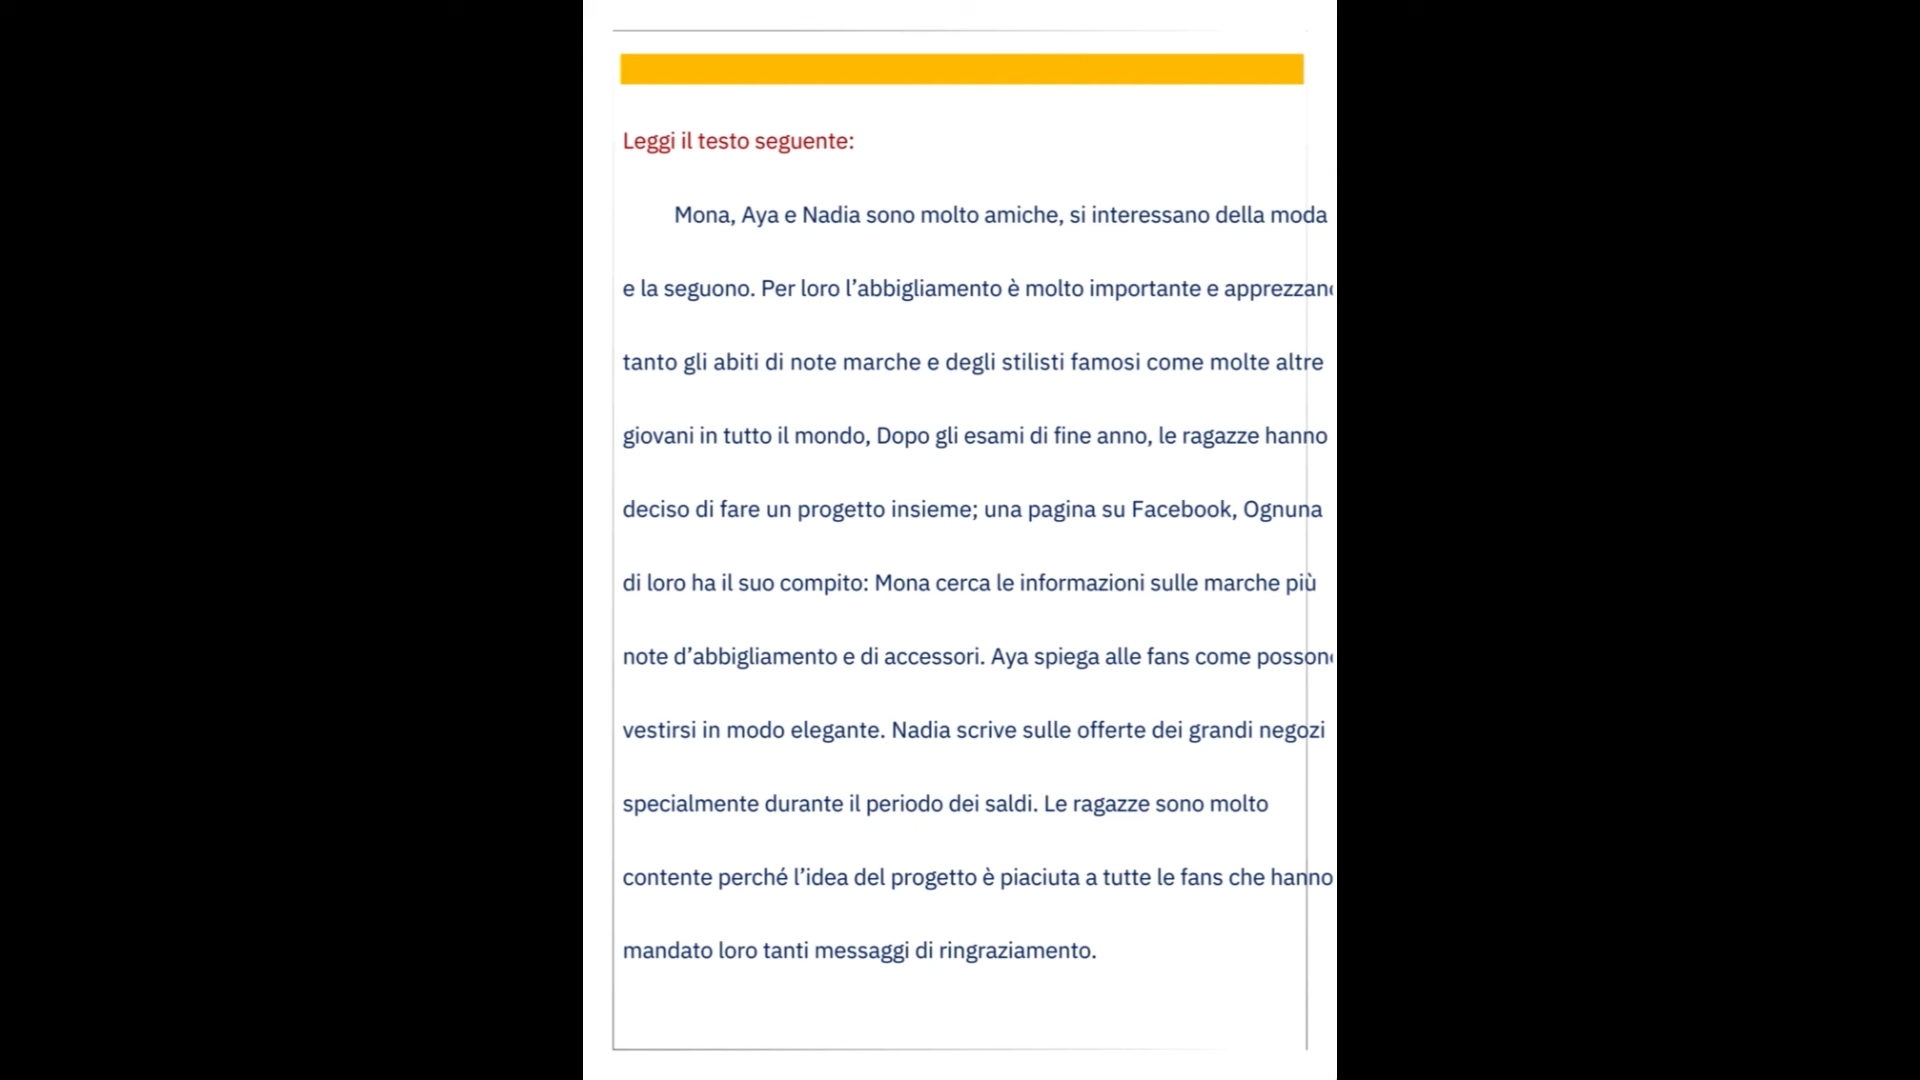 Leggi il testo seguente:
Mona, Aya e Nadia sono molto amiche, si interessano della moda
e la seguono. Per loro l’abbigliamento è molto importante e apprezzano
tanto gli abiti di note marche e degli stilisti famosi come molte altre
giovani in tutto il mondo, Dopo gli esami di fine anno, le ragazze hanno
deciso di fare un progetto insieme; una pagina su Facebook, Ognuna
di loro ha il suo compito: Mona cerca le informazioni sulle marche più
note d’abbigliamento e di accessori. Aya spiega alle fans come possono
vestirsi in modo elegante. Nadia scrive sulle offerte dei grandi negozi
specialmente durante il periodo dei saldi. Le ragazze sono molto
contente perché l’idea del progetto è piaciuta a tutte le fans che hanno
mandato loro tanti messaggi di ringraziamento.